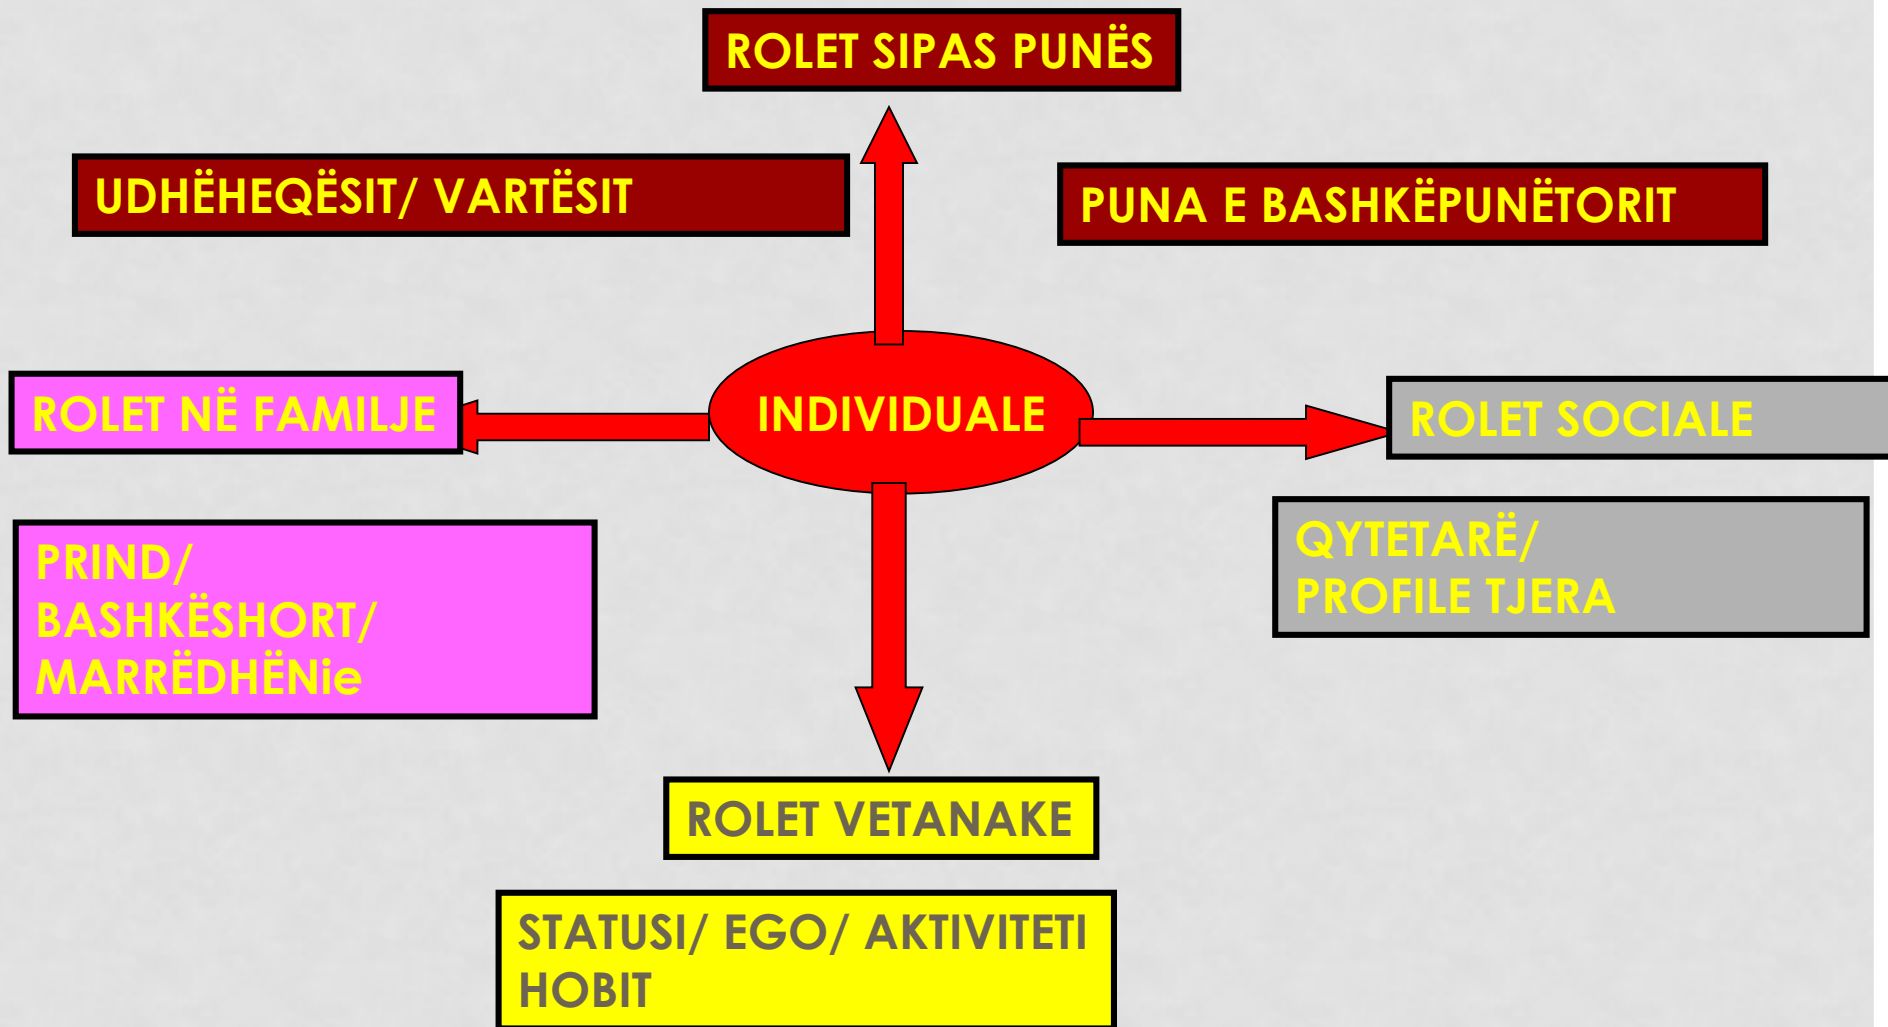 ROLET SIPAS PUNËS
UDHËHEQËSIT/ VARTËSIT
PUNA E BASHKËPUNËTORIT
ROLET NË FAMILJE
INDIVIDUALE
ROLET SOCIALE
PRIND/
BASHKËSHORT/
MARRËDHËNie
QYTETARË/
PROFILE TJERA
ROLET VETANAKE
STATUSI/ EGO/ AKTIVITETI
HOBIT